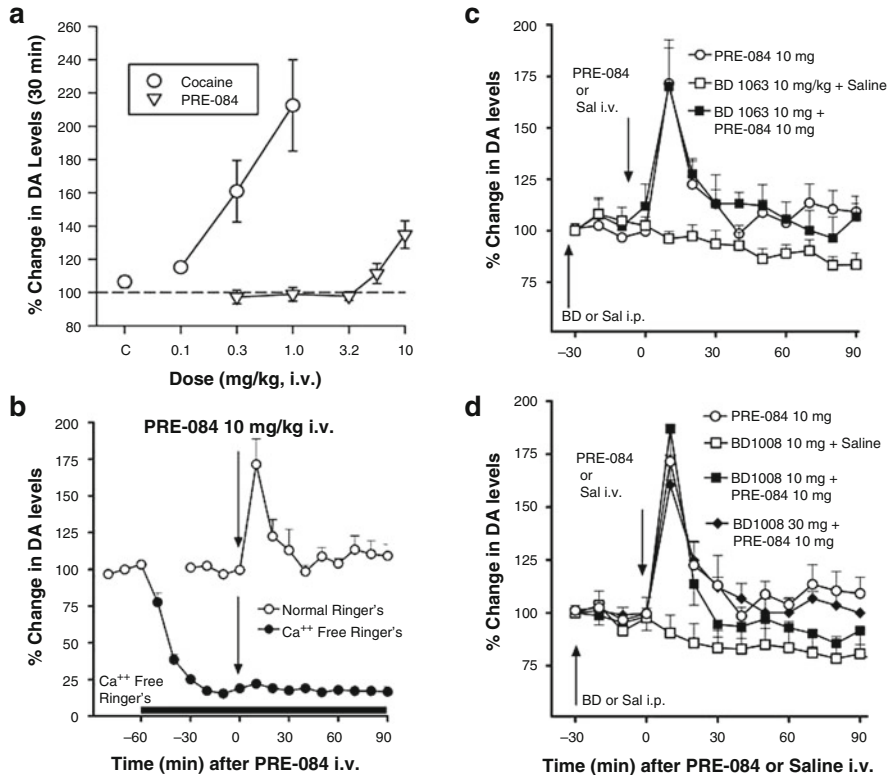 a
260
240
220
200
180
160
140
120
100
80
% Change in DA Levels (30 min)
Cocaine
PRE-084
C
0.1
0.3
1.0
3.2
10
Dose (mg/kg, i.v.)
b
200
175
150
125
100
75
50
25
0
% Change in DA levels
PRE-084 10 mg/kg i.v.
Normal Ringer's
Ca++ Free Ringer's
Ca++ Free
Ringer's
−60
−30
0
30
60
90
Time (min) after PRE-084 i.v.
c
200
175
150
125
100
75
% Change in DA levels
PRE-084
or
Sal i.v.
PRE-084 10 mg
BD 1063 10 mg/kg + Saline
BD 1063 10 mg +
PRE-084 10 mg
BD or Sal i.p.
−30
0
30
60
90
d
200
175
150
125
100
75
% Change in DA levels
PRE-084
or
Sal i.v.
PRE-084 10 mg
BD1008 10 mg + Saline
BD1008 10 mg +
PRE-084 10 mg
BD1008 30 mg +
PRE-084 10 mg
BD or Sal i.p.
−30
0
30
60
90
Time (min) after PRE-084 or Saline i.v.